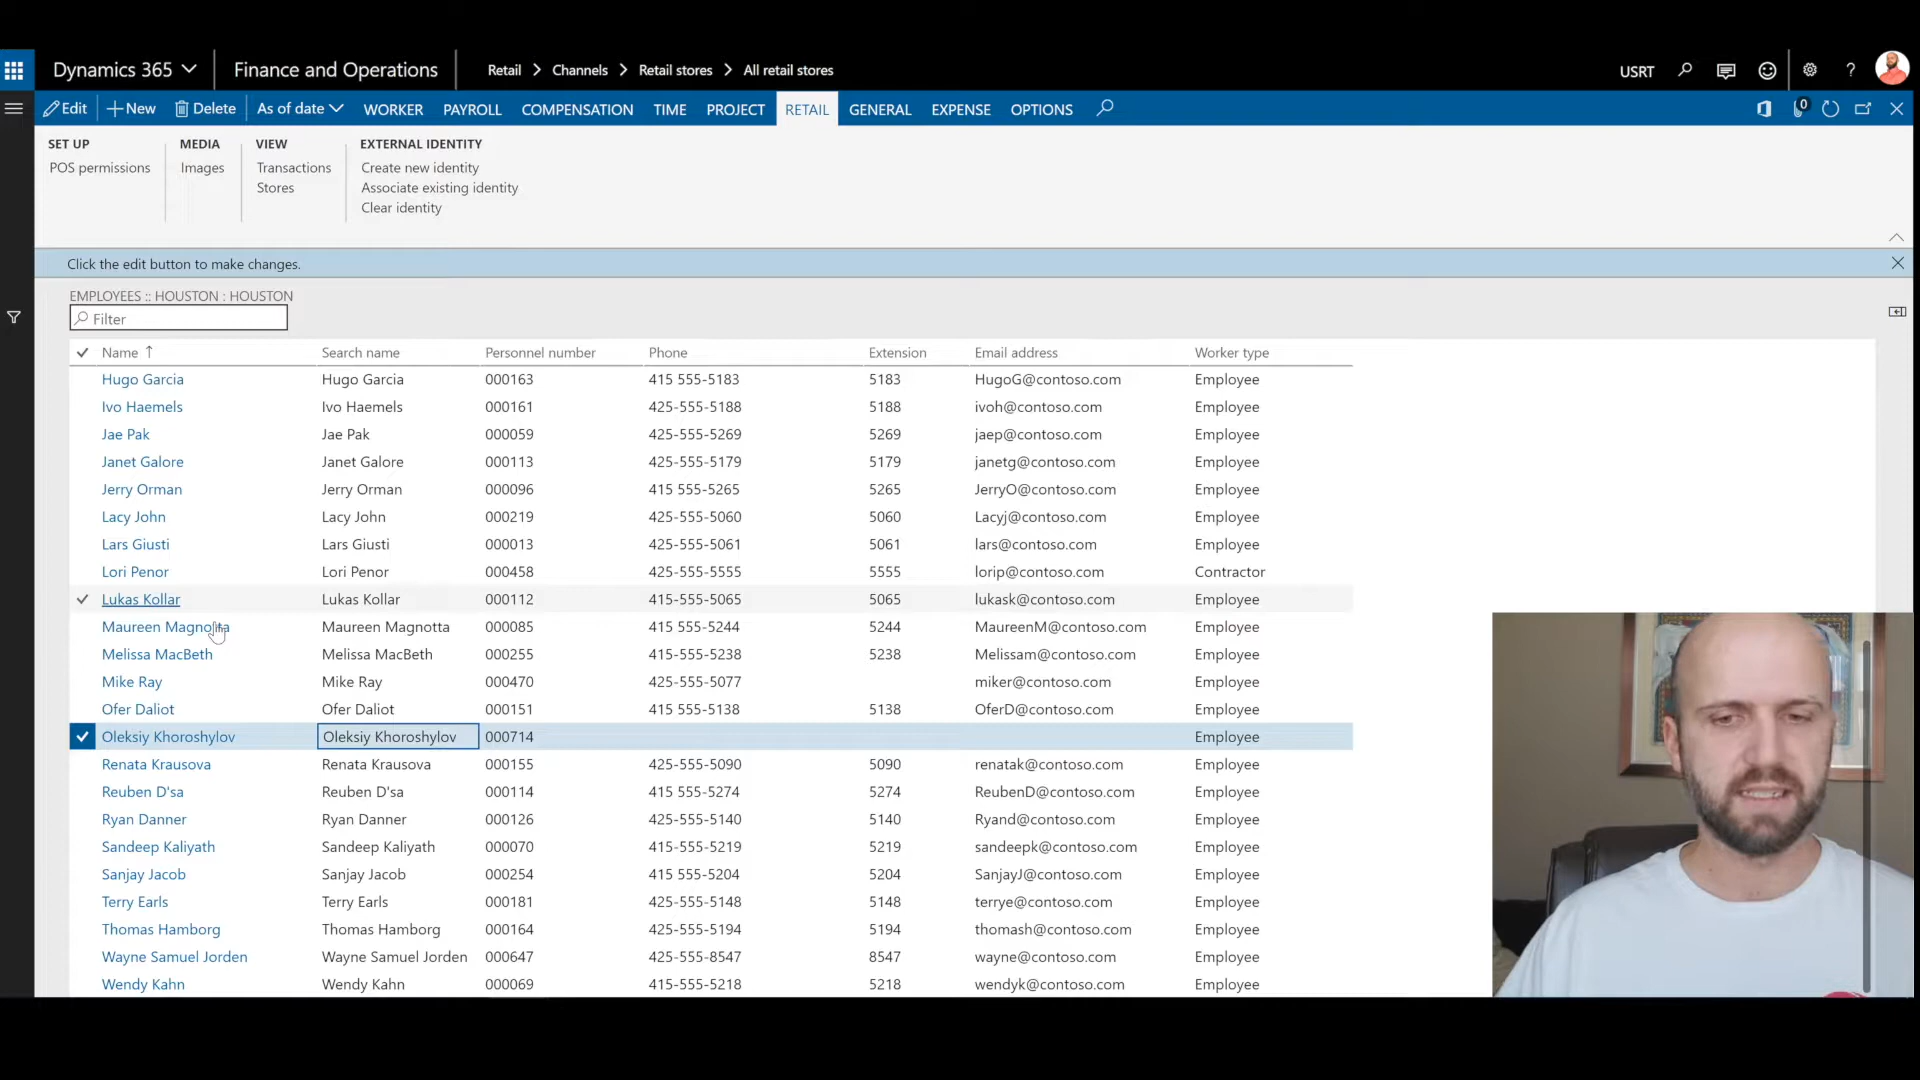 Dynamics 365 Finance and Operations Retail > Channels > Retail stores > All retail stores USRT ?
Edit New Delete As of date WORKER PAYROLL COMPENSATION TIME PROJECT RETAIL GENERAL EXPENSE OPTIONS 0
SET UP MEDIA VIEW EXTERNAL IDENTITY
POS permissions Images Transactions Create new identity
Stores Associate existing identity
Clear identity
Click the edit button to make changes.
EMPLOYEES :: HOUSTON : HOUSTON
Filter
Name Search name Personnel number Phone Extension Email address Worker type
Hugo Garcia Hugo Garcia 000163 415 555-5183 5183 HugoG@contoso.com Employee
Ivo Haemels Ivo Haemels 000161 425-555-5188 5188 ivoh@contoso.com Employee
Jae Pak Jae Pak 000059 425-555-5269 5269 jaep@contoso.com Employee
Janet Galore Janet Galore 000113 425-555-5179 5179 janetg@contoso.com Employee
Jerry Orman Jerry Orman 000096 415 555-5265 5265 JerryO@contoso.com Employee
Lacy John Lacy John 000219 425-555-5060 5060 Lacyj@contoso.com Employee
Lars Giusti Lars Giusti 000013 425-555-5061 5061 lars@contoso.com Employee
Lori Penor Lori Penor 000458 425-555-5555 5555 lorip@contoso.com Contractor
Lukas Kollar Lukas Kollar 000112 415-555-5065 5065 lukask@contoso.com Employee
Maureen Magnotta Maureen Magnotta 000085 415 555-5244 5244 MaureenM@contoso.com Employee
Melissa MacBeth Melissa MacBeth 000255 415-555-5238 5238 Melissam@contoso.com Employee
Mike Ray Mike Ray 000470 425-555-5077 miker@contoso.com Employee
Ofer Daliot Ofer Daliot 000151 415 555-5138 5138 OferD@contoso.com Employee
Oleksiy Khoroshylov Oleksiy Khoroshylov 000714 Employee
Renata Krausova Renata Krausova 000155 425-555-5090 5090 renatak@contoso.com Employee
Reuben D'sa Reuben D'sa 000114 415 555-5274 5274 ReubenD@contoso.com Employee
Ryan Danner Ryan Danner 000126 425-555-5140 5140 Ryand@contoso.com Employee
Sandeep Kaliyath Sandeep Kaliyath 000070 415-555-5219 5219 sandeepk@contoso.com Employee
Sanjay Jacob Sanjay Jacob 000254 415 555-5204 5204 SanjayJ@contoso.com Employee
Terry Earls Terry Earls 000181 425-555-5148 5148 terrye@contoso.com Employee
Thomas Hamborg Thomas Hamborg 000164 425-555-5194 5194 thomash@contoso.com Employee
Wayne Samuel Jorden Wayne Samuel Jorden 000647 425-555-8547 8547 wayne@contoso.com Employee
Wendy Kahn Wendy Kahn 000069 415-555-5218 5218 wendyk@contoso.com Employee